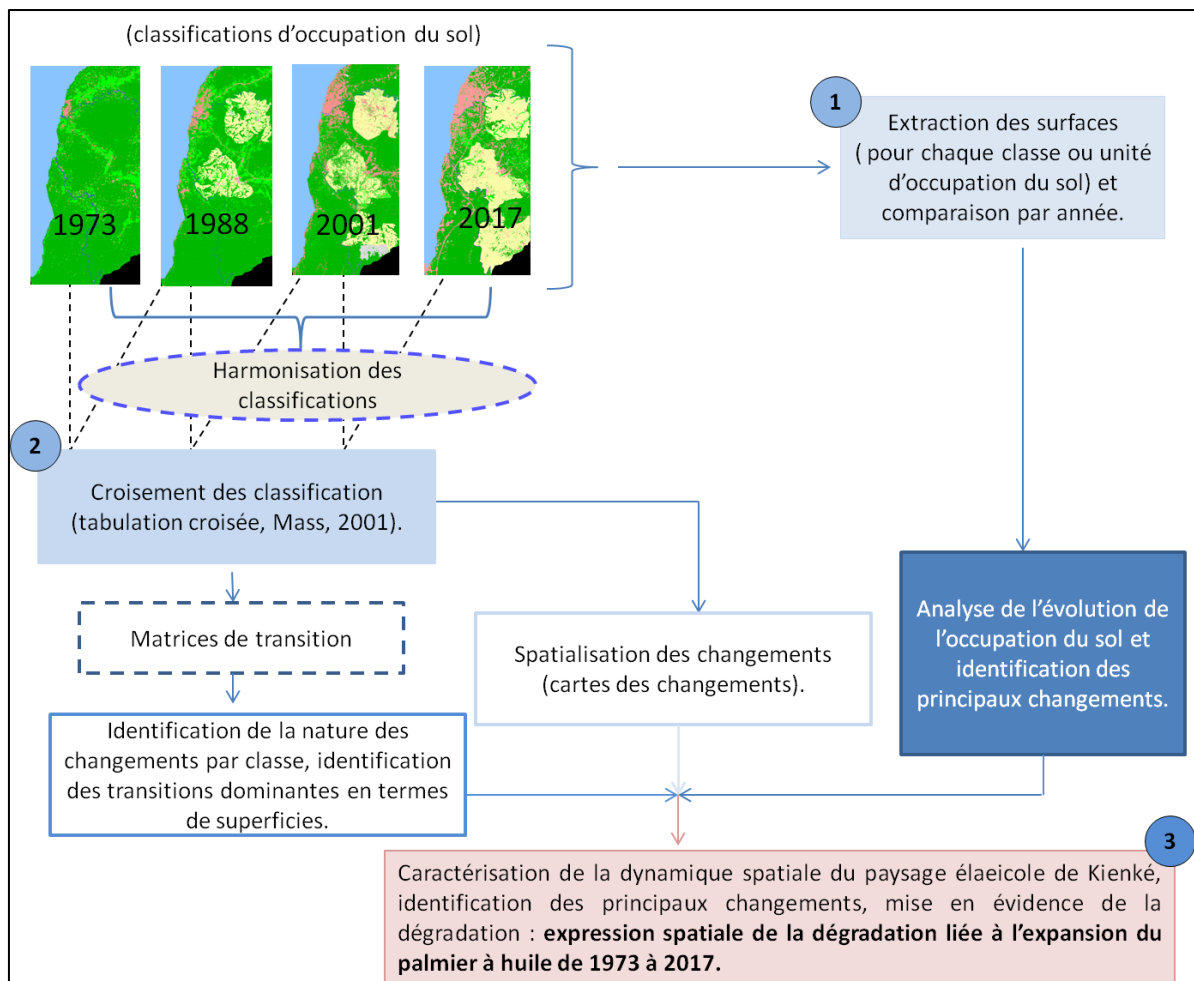 (classifications d'occupation du sol)
1973
1988
2001
2017
1
Extraction des surfaces
( pour chaque classe ou unité
d'occupation du sol) et
comparaison par année.
Harmonisation des
classifications
2
Croisement des classification
(tabulation croisée, Mass, 2001).
Matrices de transition
Identification de la nature des
changements par classe, identification
des transitions dominantes en termes
de superficies.
Spatialisation des changements
(cartes des changements).
Analyse de l'évolution de
l'occupation du sol et
identification des
principaux changements.
3
Caractérisation de la dynamique spatiale du paysage élaeicole de Kienké,
identification des principaux changements, mise en évidence de la
dégradation : expression spatiale de la dégradation liée à l'expansion du
palmier à huile de 1973 à 2017.